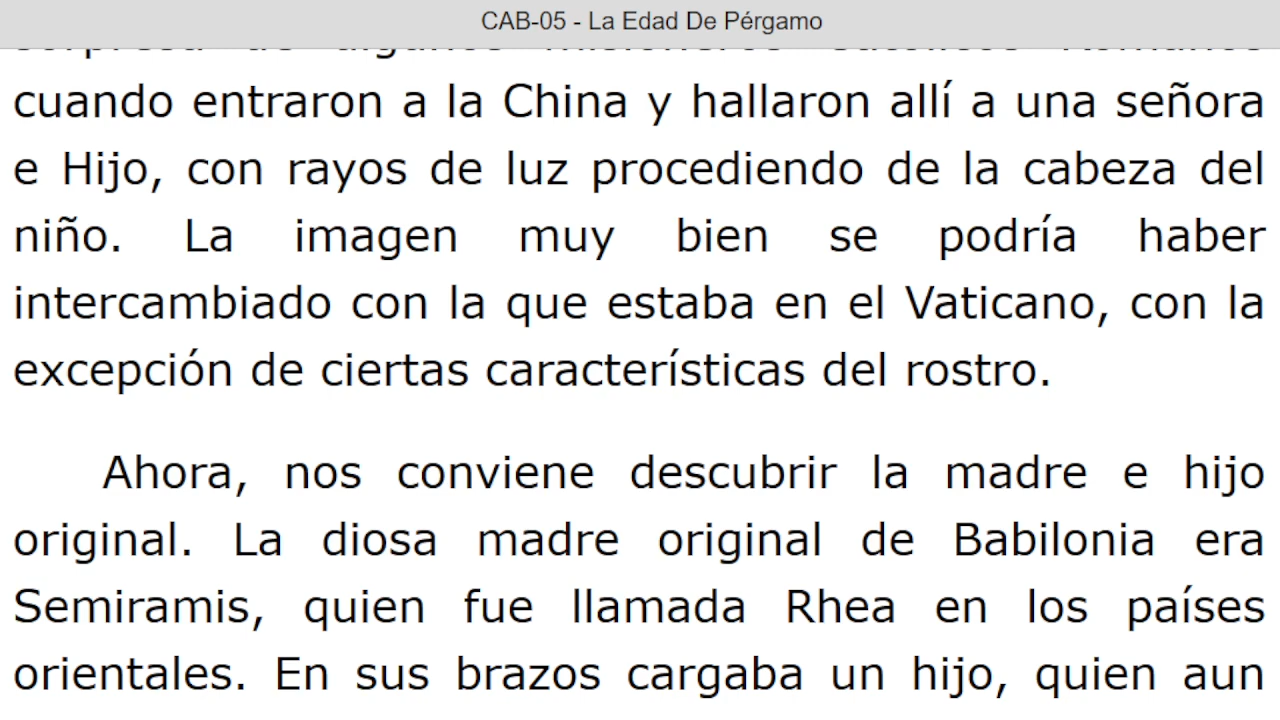 CAB-05 - La Edad De Pérgamo
cuando entraron a la China y hallaron allí a una señora
e Hijo, con rayos de luz procediendo de la cabeza del
niño. La imagen muy bien se podría haber
intercambiado con la que estaba en el Vaticano, con la
excepción de ciertas características del rostro.
Ahora, nos conviene descubrir la madre e hijo
original. La diosa madre original de Babilonia era
Semiramis, quien fue llamada Rhea en los países
orientales. En sus brazos cargaba un hijo, quien aun